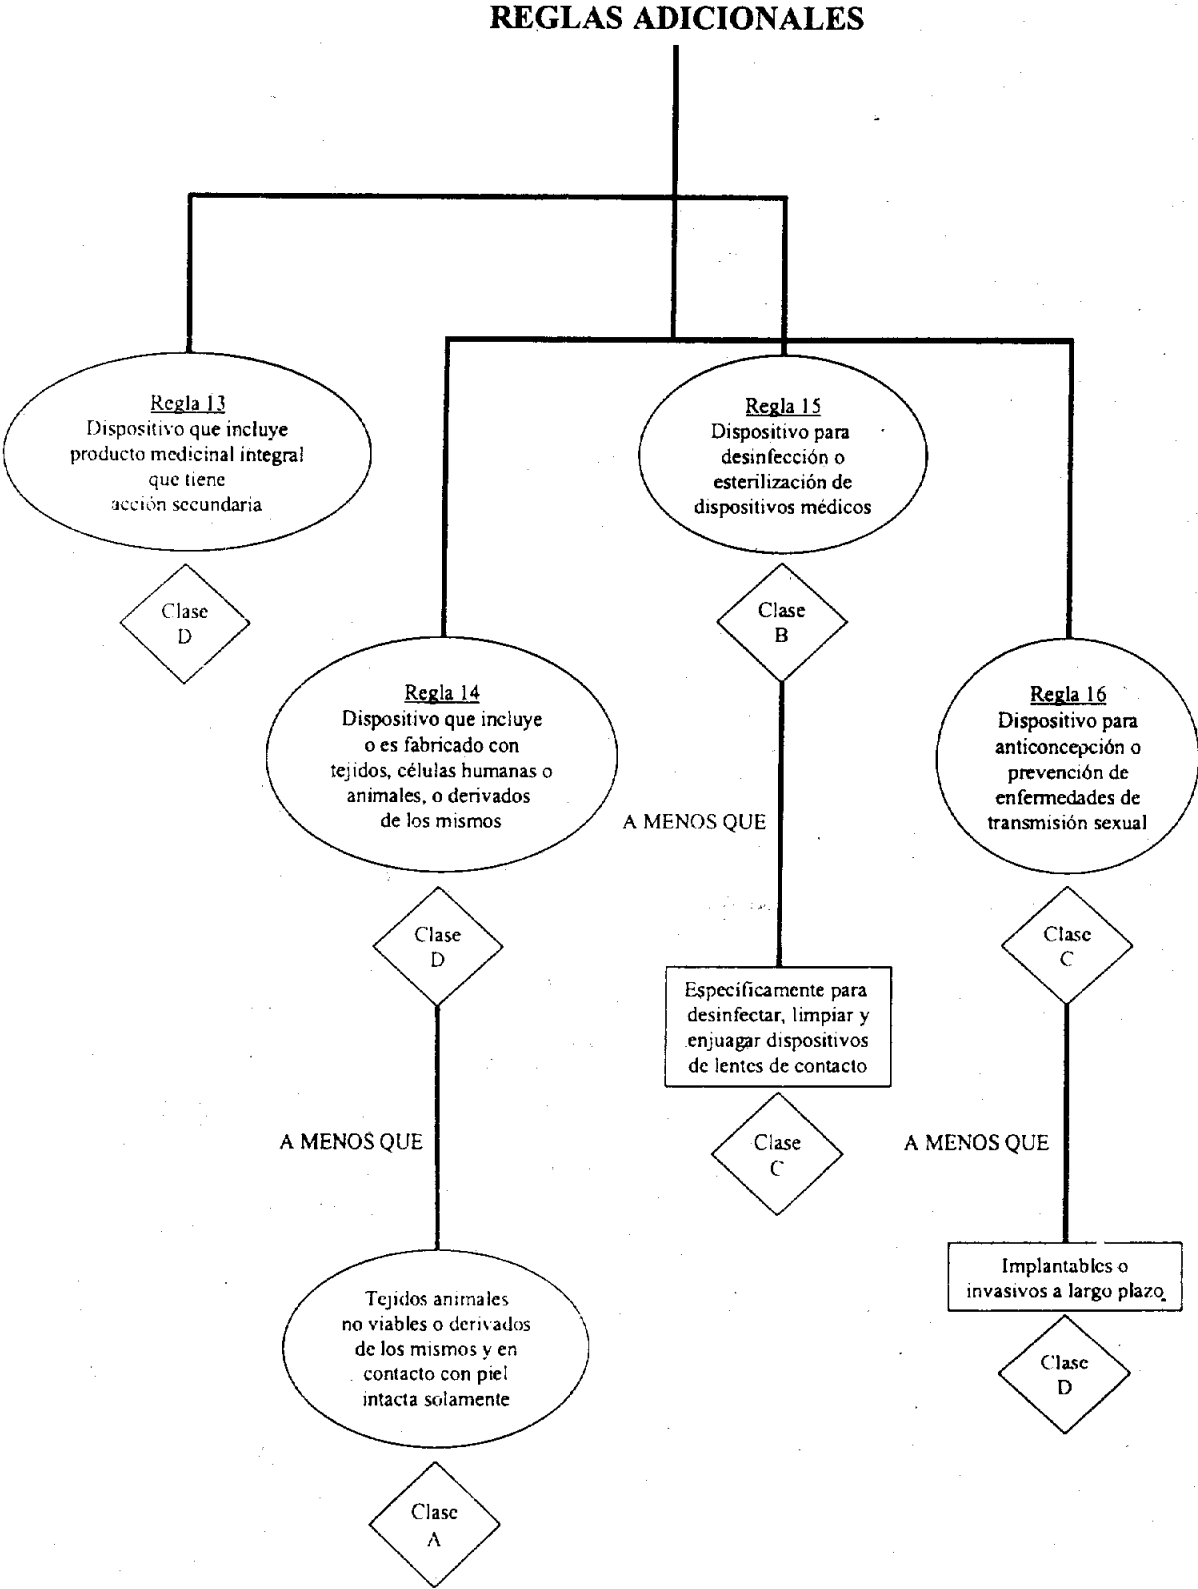 REGLAS ADICIONALES
Regla 13
Dispositivo que incluye
producto medicinal integral
que tiene
acción secundaria
Clase
D
Regla 15
Dispositivo para
desinfección o
esterilización de
dispositivos médicos
Clase
B
Regla 14
Dispositivo que incluye
o es fabricado con
tejidos, células humanas o
animales, o derivados
de los mismos
Clase
D
Regla 16
Dispositivo para
anticoncepción o
prevención de
enfermedades de
transmisión sexual
Clase
C
A MENOS QUE
Específicamente para
desinfectar, limpiar y
enjuagar dispositivos
de lentes de contacto
Clase
C
A MENOS QUE
Tejidos animales
no viables o derivados
de los mismos y en
contacto con piel
intacta solamente
Clase
A
A MENOS QUE
Implantables o
invasivos a largo plazo
Clase
D